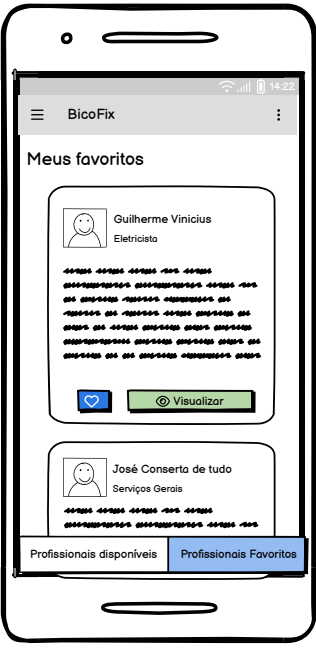 14:22
BicoFix
Meus favoritos
Guilherme Vinicius
Eletricista
Visualizar
José Conserta de tudo
Serviços Gerais
Profissionais disponíveis
Profissionais Favoritos